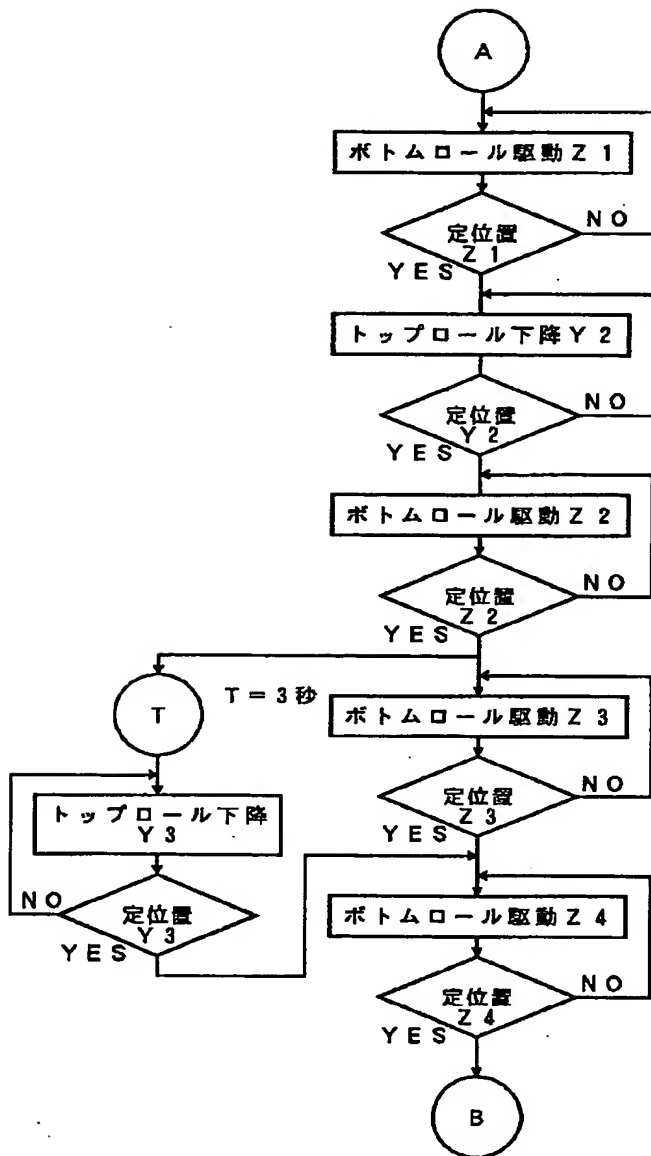 A
ボトムロール駆動Z1
定位置
Z1
NO
YES
トップロール下降Y2
定位置
Y2
NO
YES
ボトムロール駆動Z2
定位置
Z2
NO
YES
T
T=3秒
ボトムロール駆動Z3
定位置
Z3
NO
YES
トップロール下降
Y3
定位置
Y3
NO
YES
ボトムロール駆動Z4
定位置
Z4
NO
YES
B